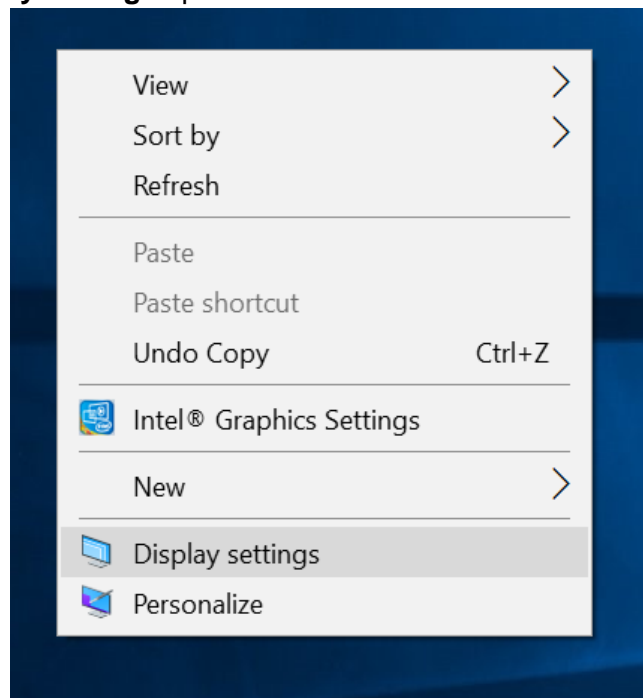 View
Sort by
Refresh
Paste
Paste shortcut
Undo Copy Ctrl+Z
Intel® Graphics Settings
New
Display settings
Personalize